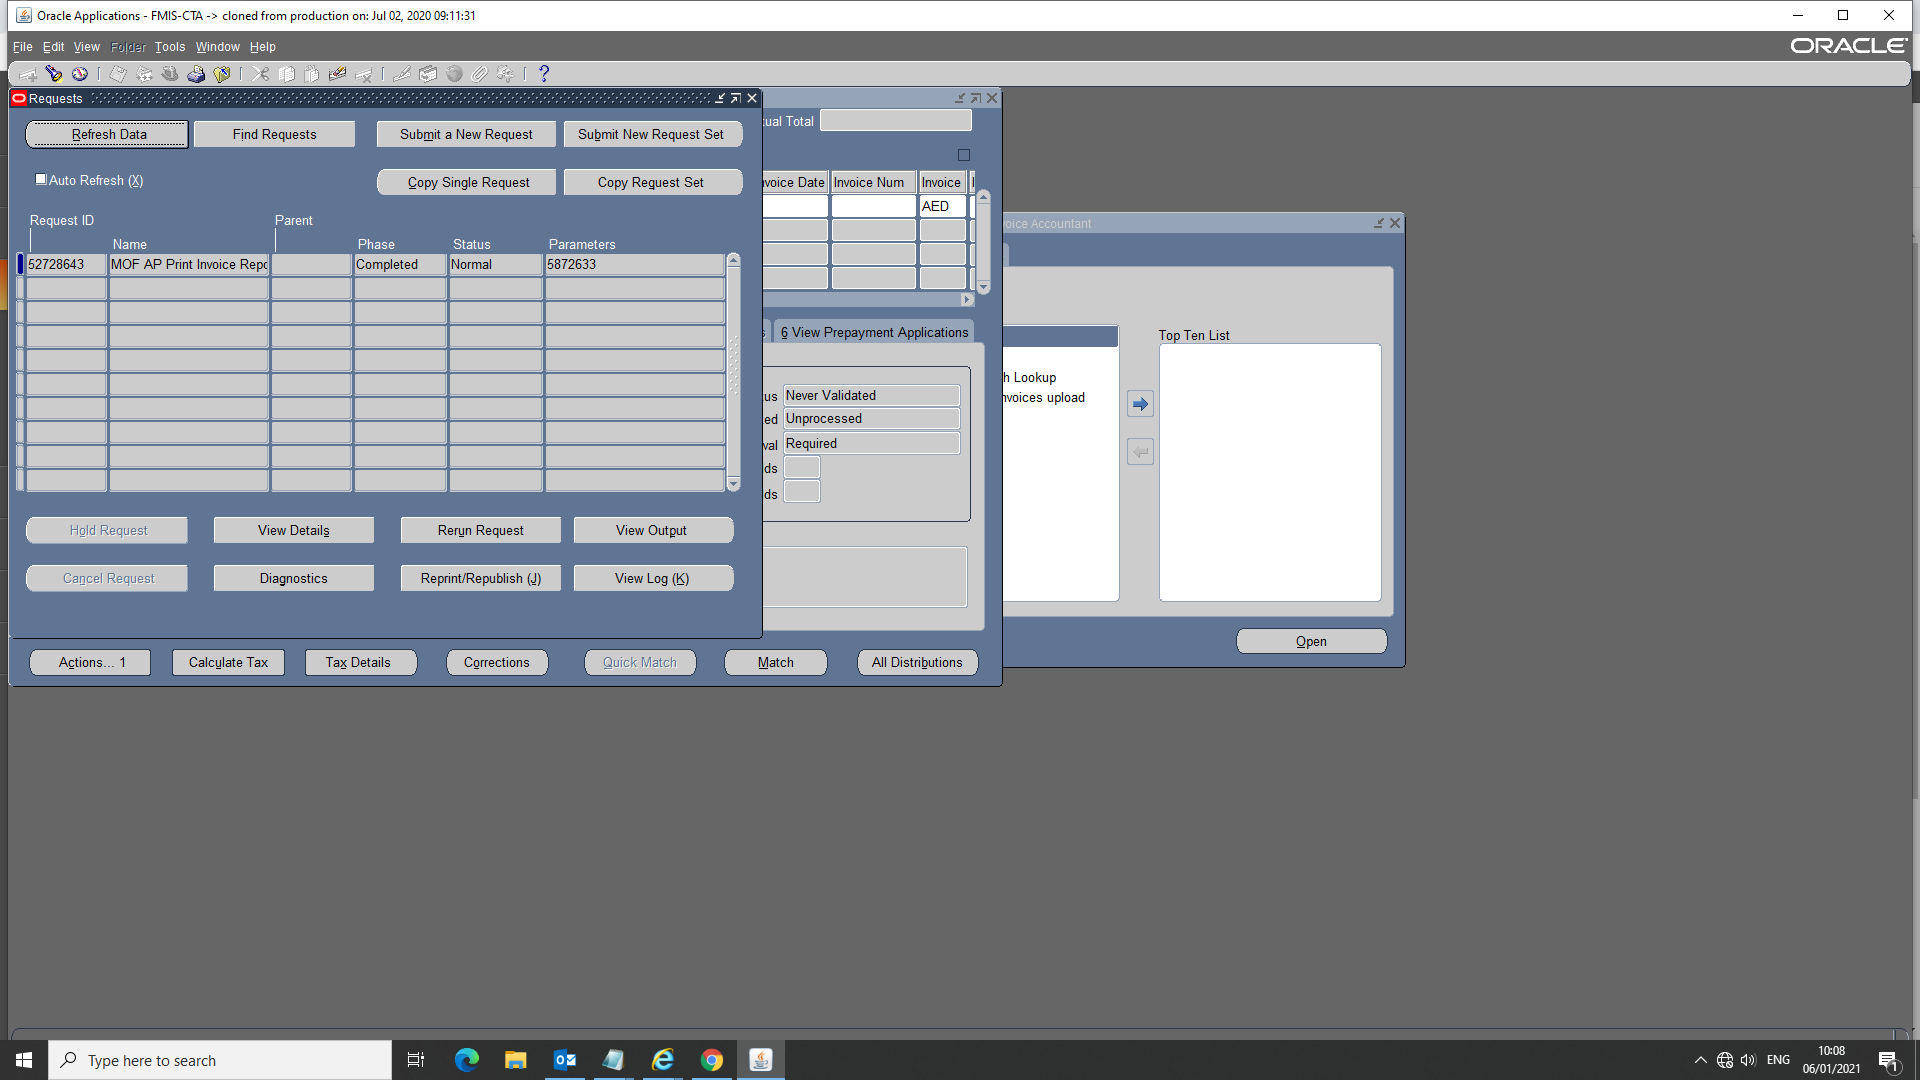 Oracle Applications - FMIS-CTA -> cloned from production on: Jul 02, 2020 09:11:31
File Edit View Folder Tools Window Help
ORACLE
Requests
Refresh Data Find Requests Submit a New Request Submit New Request Set
Auto Refresh (X)
Copy Single Request Copy Request Set
Request ID Parent
Name Phase Status Parameters
52728643 MOF AP Print Invoice Repo Completed Normal 5872633
Hold Request View Details Rerun Request View Output
Cancel Request Diagnostics Reprint/Republish (J) View Log (K)
tual Total
nvoice Date Invoice Num Invoice
AED
s 6 View Prepayment Applications
us Never Validated
ed Unprocessed
val Required
ds
ds
Actions... 1 Calculate Tax Tax Details Corrections Quick Match Match All Distributions
voice Accountant
h Lookup
nvoices upload
Top Ten List
Open
Type here to search
ENG
10:08
06/01/2021
1